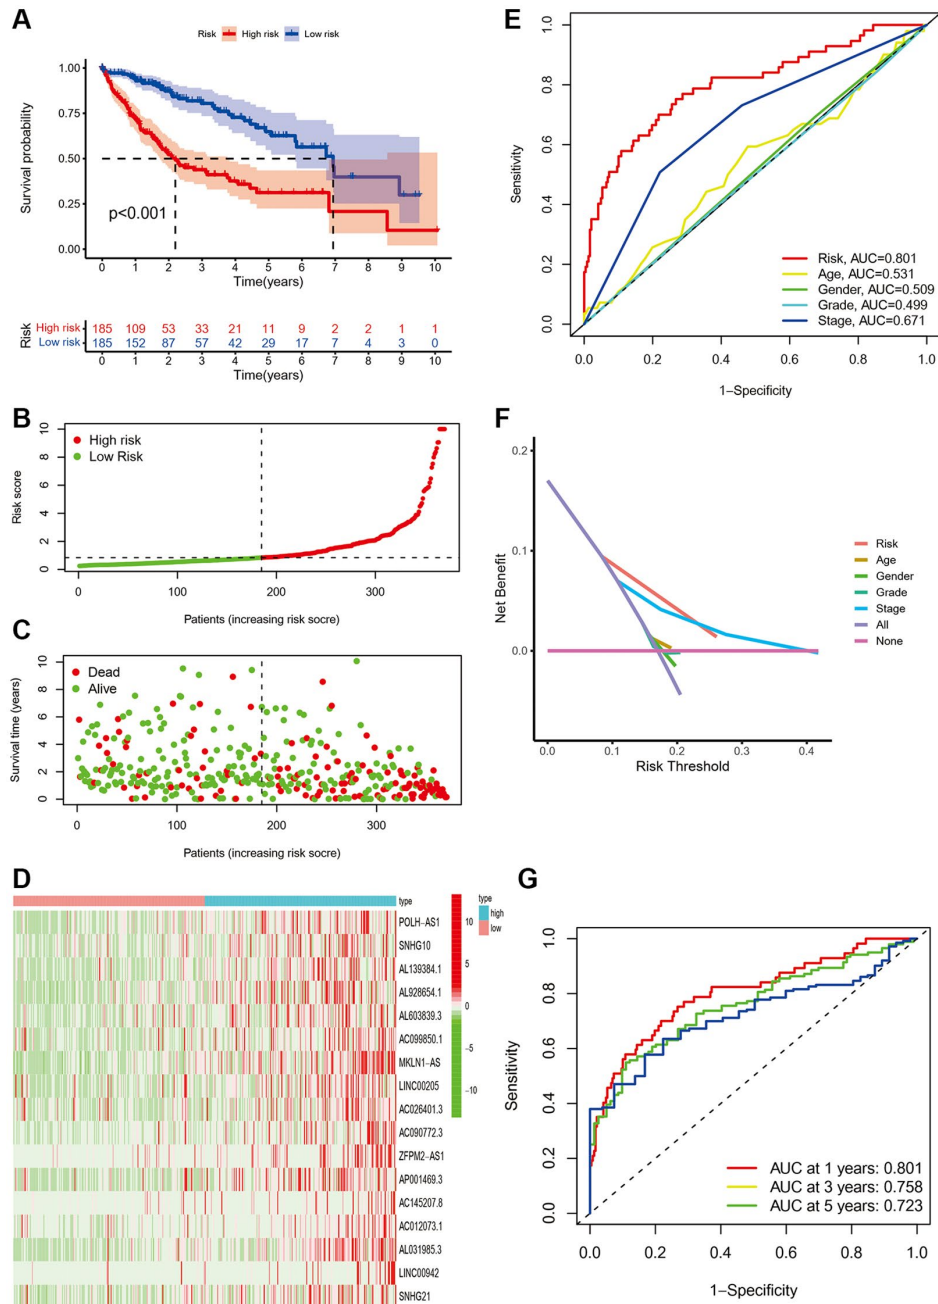 A
Risk High risk Low risk
Survival probability
1.00
0.75
0.50
0.25
0.00
p<0.001
0 1 2 3 4 5 6 7 8 9 10
Time(years)
Risk
High risk 185 109 53 33 21 11 9 2 2 1 1
Low risk 185 152 87 57 42 29 17 7 4 3 0
0 1 2 3 4 5 6 7 8 9 10
Time(years)
B
Risk score
10
8
6
4
2
0
High risk
Low Risk
0 100 200 300
Patients (increasing risk socre)
C
Survival time (years)
10
8
6
4
2
0
Dead
Alive
0 100 200 300
Patients (increasing risk socre)
D
type
POLH-AS1
SNHG10
AL139384.1
AL928654.1
AL603839.3
AC099850.1
MKLN1-AS
LINC00205
AC026401.3
AC090772.3
ZFPM2-AS1
AP001469.3
AC145207.8
AC012073.1
AL031985.3
LINC00942
SNHG21
10
5
0
-5
-10
type
high
low
E
Sensitivity
1.0
0.8
0.6
0.4
0.2
0.0
Risk, AUC=0.801
Age, AUC=0.531
Gender, AUC=0.509
Grade, AUC=0.499
Stage, AUC=0.671
0.0 0.2 0.4 0.6 0.8 1.0
1-Specificity
F
Net Benefit
0.2
0.1
0.0
0.0 0.1 0.2 0.3 0.4
Risk Threshold
Risk
Age
Gender
Grade
Stage
All
None
G
Sensitivity
1.0
0.8
0.6
0.4
0.2
0.0
AUC at 1 years: 0.801
AUC at 3 years: 0.758
AUC at 5 years: 0.723
0.0 0.2 0.4 0.6 0.8 1.0
1-Specificity